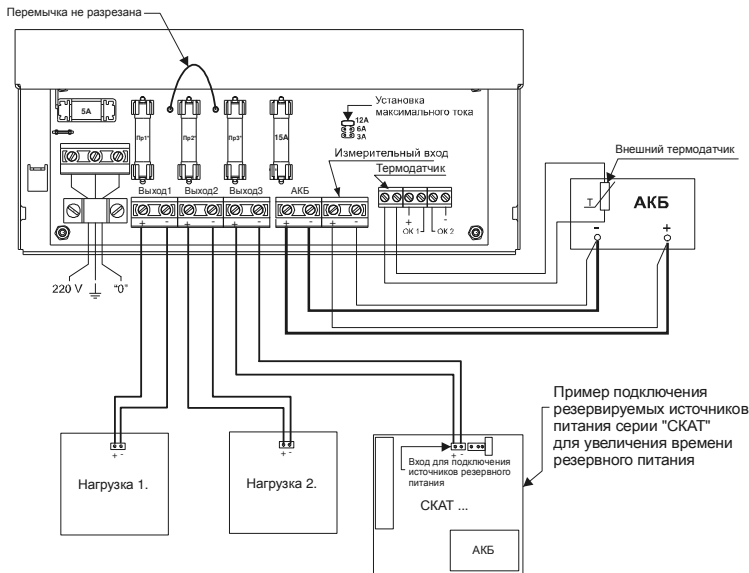 Перемычка не разрезана
5А
Пр1*
Пр2*
Пр3*
15А
Установка
максимального тока
12А
6А
3А
Измерительный вход
Термодатчик
Внешний термодатчик
Выход1
Выход2
Выход3
АКБ
+ - + - + - + - + -
+ -
ОК 1
ОК 2
Т
АКБ
- +
220 V
"0"
+ -
Нагрузка 1.
+ -
Нагрузка 2.
+ -
Вход для подключения
источников резервного
питания
СКАТ ...
АКБ
Пример подключения
резервируемых источников
питания серии "СКАТ"
для увеличения времени
резервного питания